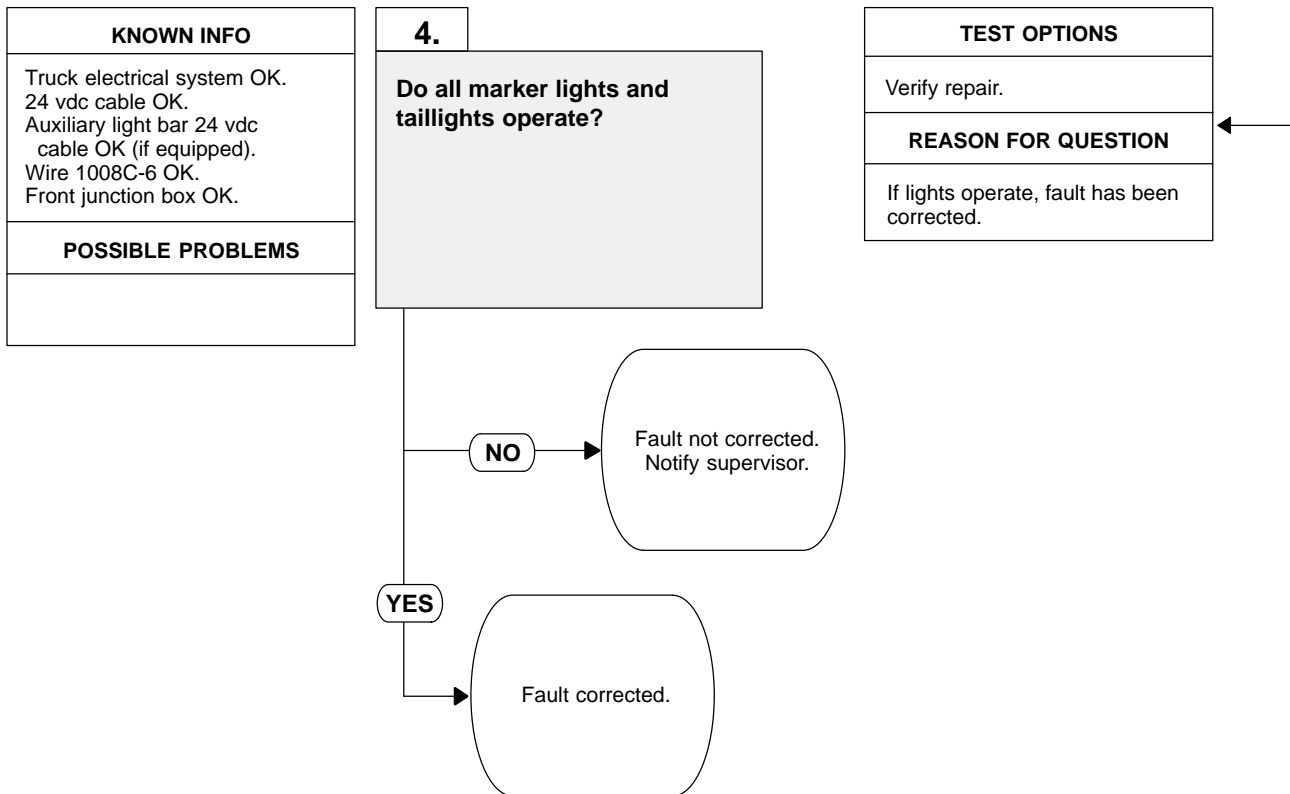 KNOWN INFO
Truck electrical system OK.
24 vdc cable OK.
Auxiliary light bar 24 vdc
cable OK (if equipped).
Wire 1008C-6 OK.
Front junction box OK.
POSSIBLE PROBLEMS
4.
Do all marker lights and
taillights operate?
TEST OPTIONS
Verify repair.
REASON FOR QUESTION
If lights operate, fault has been
corrected.
NO
Fault not corrected.
Notify supervisor.
YES
Fault corrected.